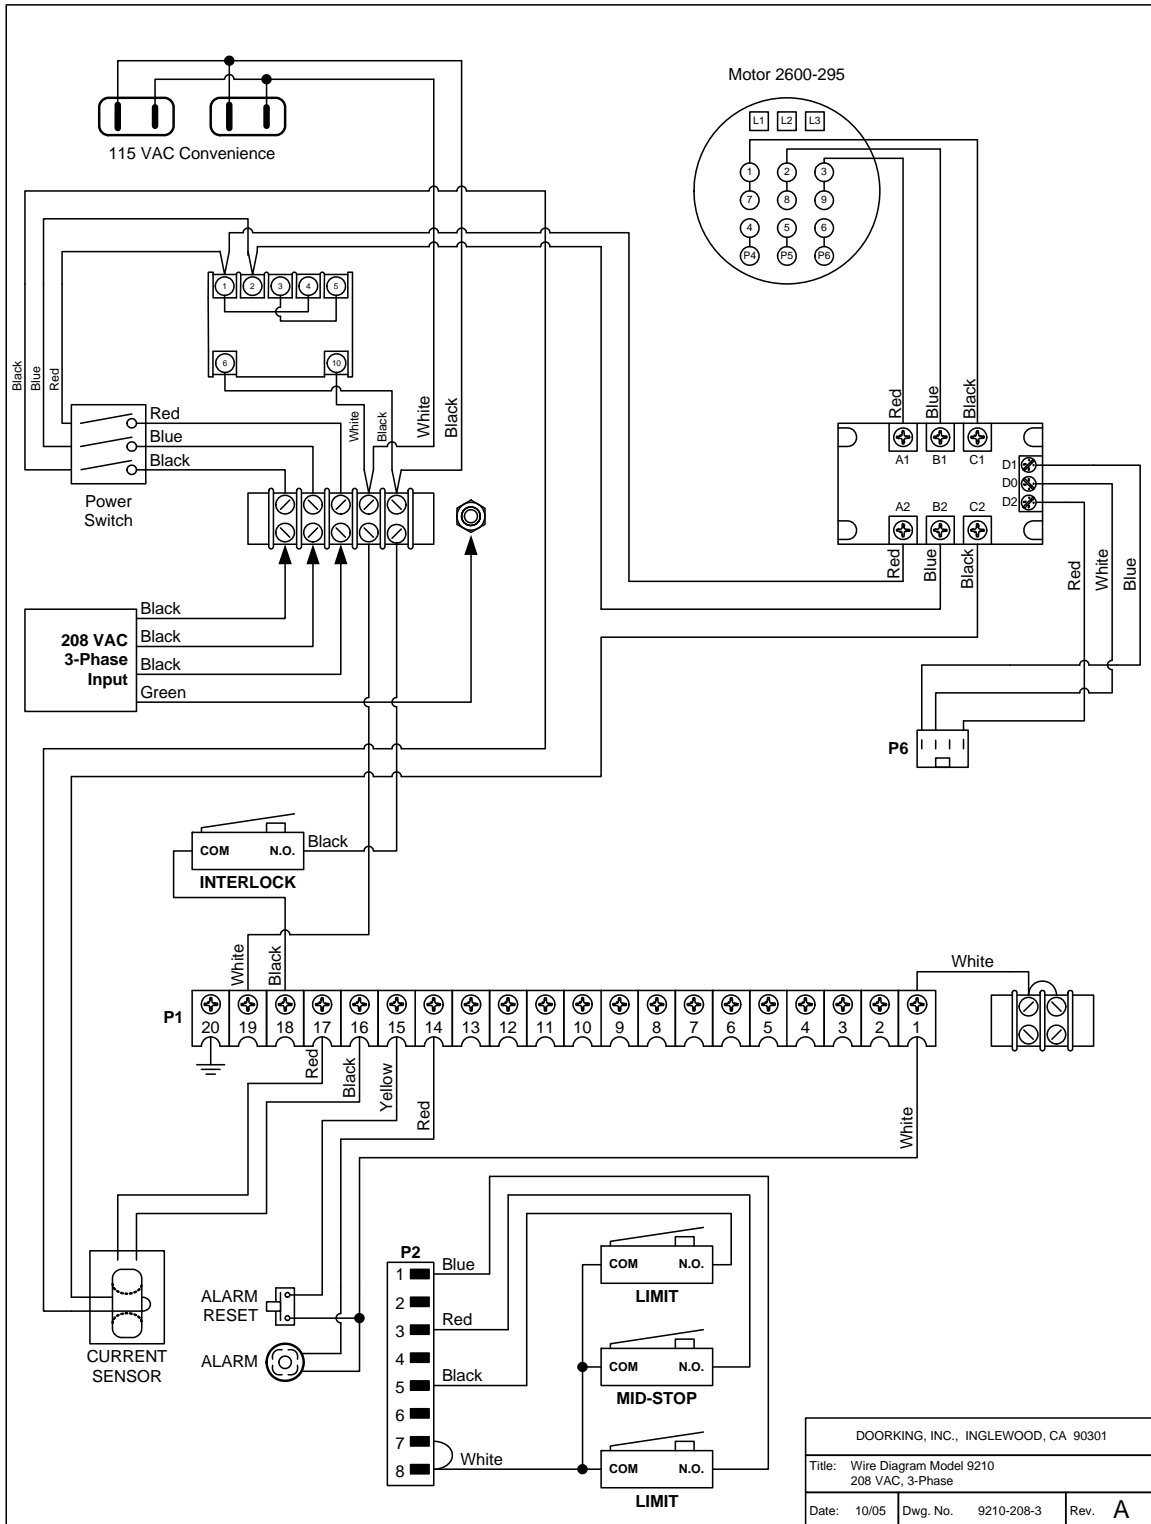 Motor 2600-295
L1 L2 L3
1 2 3
7 8 9
4 5 6
P4 P5 P6
115 VAC Convenience
1 2 3 4 5
6 10
Black
Blue
Red
White
Black
White
Black
Red
Blue
Black
Power
Switch
Red
Blue
Black
A1 B1 C1
D1
D0
D2
A2 B2 C2
Red
Blue
Black
Red
White
Blue
208 VAC
3-Phase
Input
Black
Black
Black
Green
P6
COM N.O.
Black
INTERLOCK
White
Black
White
P1
20 19 18 17 16 15 14 13 12 11 10 9 8 7 6 5 4 3 2 1
Red
Black
Yellow
Red
White
CURRENT
SENSOR
ALARM
RESET
ALARM
P2
1 Blue
2
3 Red
4
5 Black
6
7
8 White
COM N.O.
LIMIT
COM N.O.
MID-STOP
COM N.O.
LIMIT
DOORKING, INC., INGLEWOOD, CA 90301
Title: Wire Diagram Model 9210
208 VAC, 3-Phase
Date: 10/05 Dwg. No. 9210-208-3 Rev. A